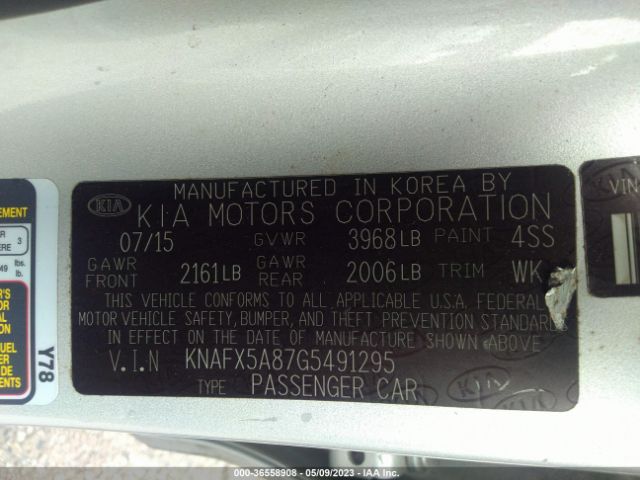 MANUFACTURED IN KOREA BY
KIA KIA MOTORS CORPORATION
07/15 GVWR 3968LB PAINT 4SS
GAWR FRONT 2161LB GAWR REAR 2006LB TRIM WK
THIS VEHICLE CONFORMS TO ALL APPLICABLE U.S.A. FEDERAL
MOTOR VEHICLE SAFETY, BUMPER, AND THEFT PREVENTION STANDARDS
IN EFFECT ON THE DATE OF MANUFACTURE SHOWN ABOVE
V.I.N KNAFX5A87G5491295
TYPE PASSENGER CAR
Y78
VIN
000-36558908 - 05/09/2023 - IAA Inc.